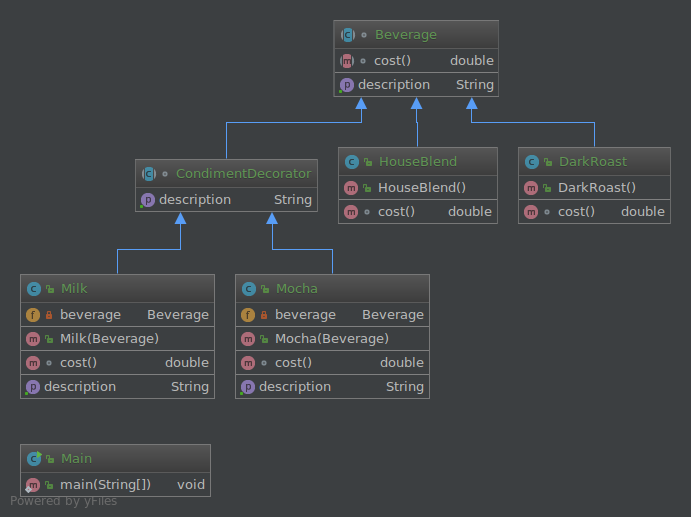 Beverage
cost() double
description String
CondimentDecorator
description String
HouseBlend
HouseBlend()
cost() double
DarkRoast
DarkRoast()
cost() double
Milk
beverage Beverage
Milk(Beverage)
cost() double
description String
Mocha
beverage Beverage
Mocha(Beverage)
cost() double
description String
Main
main(String[]) void
Powered by yFiles